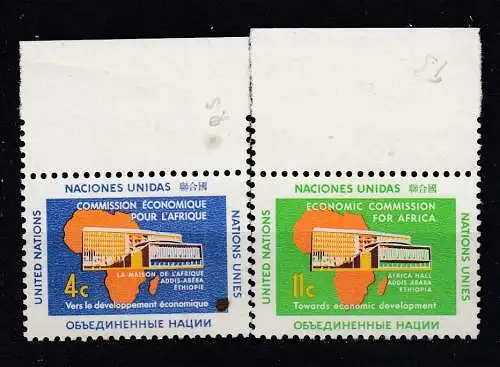 NACIONES UNIDAS 聯合國
UNITED NATIONS
COMMISSION ÉCONOMIQUE
POUR L'AFRIQUE
LA MAISON DE L'AFRIQUE
ADDIS-ABÉBA
ÉTHIOPIE
4c
Vers le développement économique
NATIONS UNIES
ОБЪЕДИНЕННЫЕ НАЦИИ
NACIONES UNIDAS 聯合國
UNITED NATIONS
ECONOMIC COMMISSION
FOR AFRICA
AFRICA HALL
ADDIS ABABA
ETHIOPIA
11c
Towards economic development
NATIONS UNIES
ОБЪЕДИНЕННЫЕ НАЦИИ